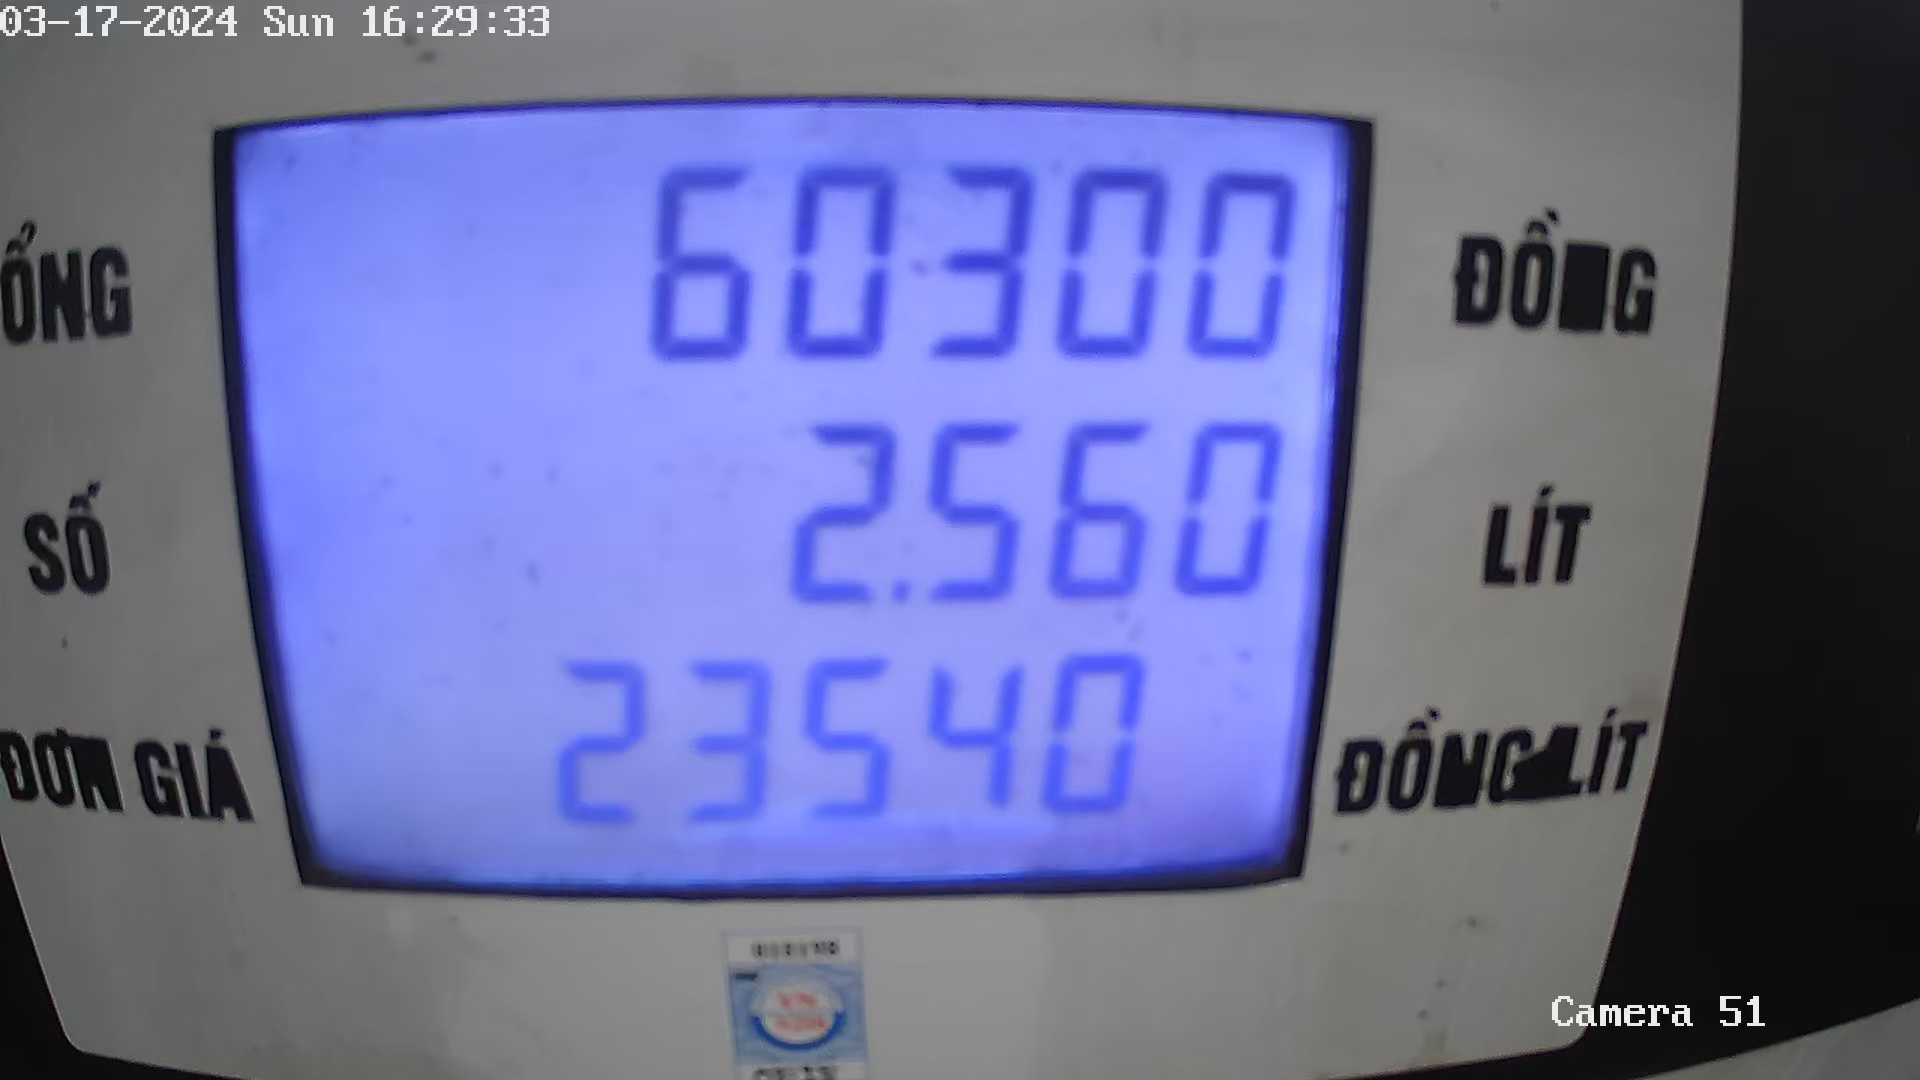 03-17-2024 Sun 16:29:33
60300
ỔNG ĐỒNG
2.560
SỐ LÍT
23540
ĐƠN GIÁ ĐỒNG/LÍT
Camera 51